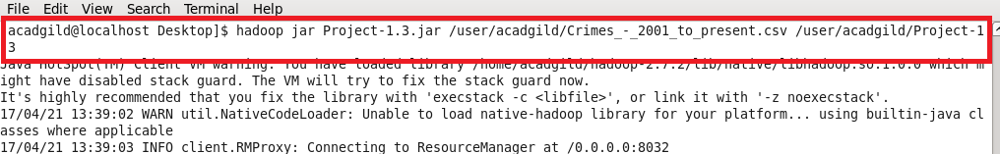 File Edit View Search Terminal Help
acadgild@localhost Desktop]$ hadoop jar Project-1.3.jar /user/acadgild/Crimes_-_2001_to_present.csv /user/acadgild/Project-1
3
Java HotSpot(TM) Client VM warning: You have loaded library /home/acadgild/hadoop-2.7.2/lib/native/libhadoop.so.1.0.0 which m
ight have disabled stack guard. The VM will try to fix the stack guard now.
It's highly recommended that you fix the library with 'execstack -c <libfile>', or link it with '-z noexecstack'.
17/04/21 13:39:02 WARN util.NativeCodeLoader: Unable to load native-hadoop library for your platform... using builtin-java cl
asses where applicable
17/04/21 13:39:03 INFO client.RMProxy: Connecting to ResourceManager at /0.0.0.0:8032